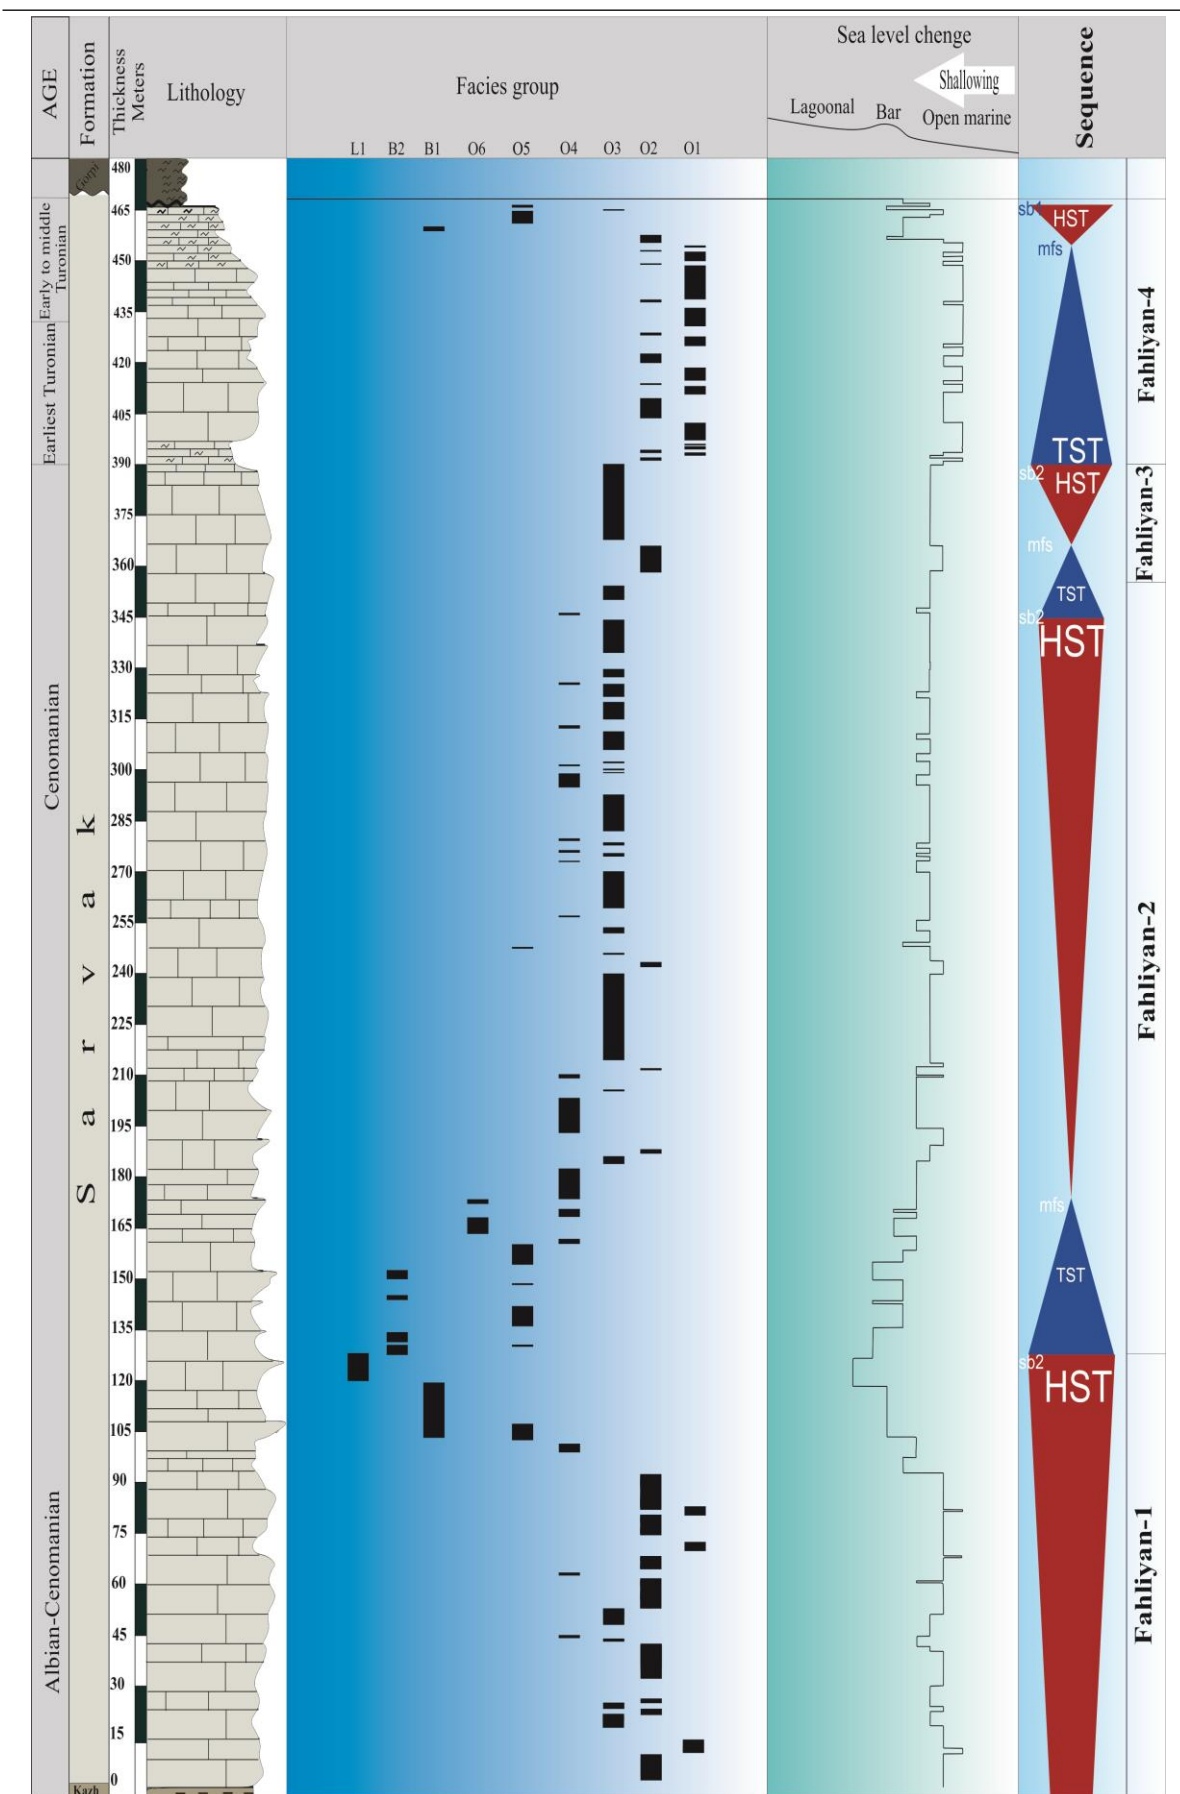 AGE
Formation
Thickness
Meters
Lithology
Facies group
L1 B2 B1 O6 O5 O4 O3 O2 O1
Sea level chenge
Shallowing
Lagoonal Bar Open marine
Sequence
Gorpi
Early to middle
Turonian
Earliest Turonian
Cenomanian
Albian-Cenomanian
Sarvak
Kazh
480
465
450
435
420
405
390
375
360
345
330
315
300
285
270
255
240
225
210
195
180
165
150
135
120
105
90
75
60
45
30
15
0
HST
mfs
TST
sb2
HST
mfs
TST
sb2
HST
mfs
TST
sb2
HST
Fahliyan-4
Fahliyan-3
Fahliyan-2
Fahliyan-1